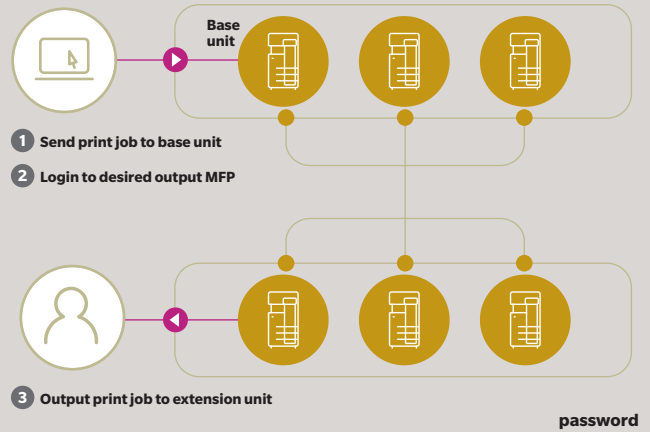 Base
unit
1 Send print job to base unit
2 Login to desired output MFP
3 Output print job to extension unit
password